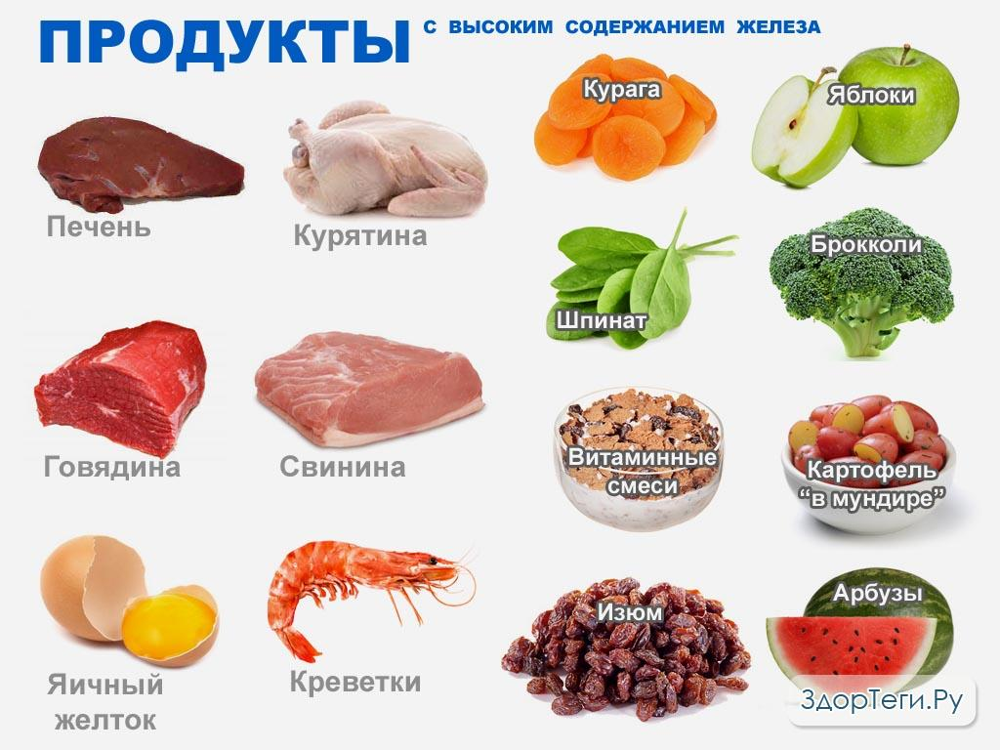 ПРОДУКТЫ С ВЫСОКИМ СОДЕРЖАНИЕМ ЖЕЛЕЗА
Печень
Курятина
Курага
Яблоки
Шпинат
Брокколи
Говядина
Свинина
Витаминные
смеси
Картофель
“в мундире”
Яичный
желток
Креветки
Изюм
Арбузы
ЗдорТеги.Ру